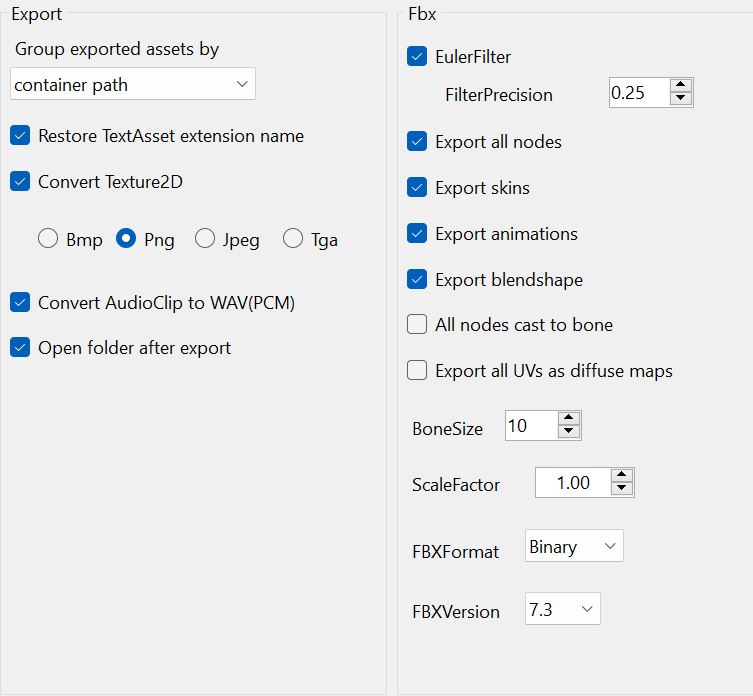 Export
Group exported assets by
container path
Restore TextAsset extension name
Convert Texture2D
Bmp Png Jpeg Tga
Convert AudioClip to WAV(PCM)
Open folder after export
Fbx
EulerFilter
FilterPrecision 0.25
Export all nodes
Export skins
Export animations
Export blendshape
All nodes cast to bone
Export all UVs as diffuse maps
BoneSize 10
ScaleFactor 1.00
FBXFormat Binary
FBXVersion 7.3